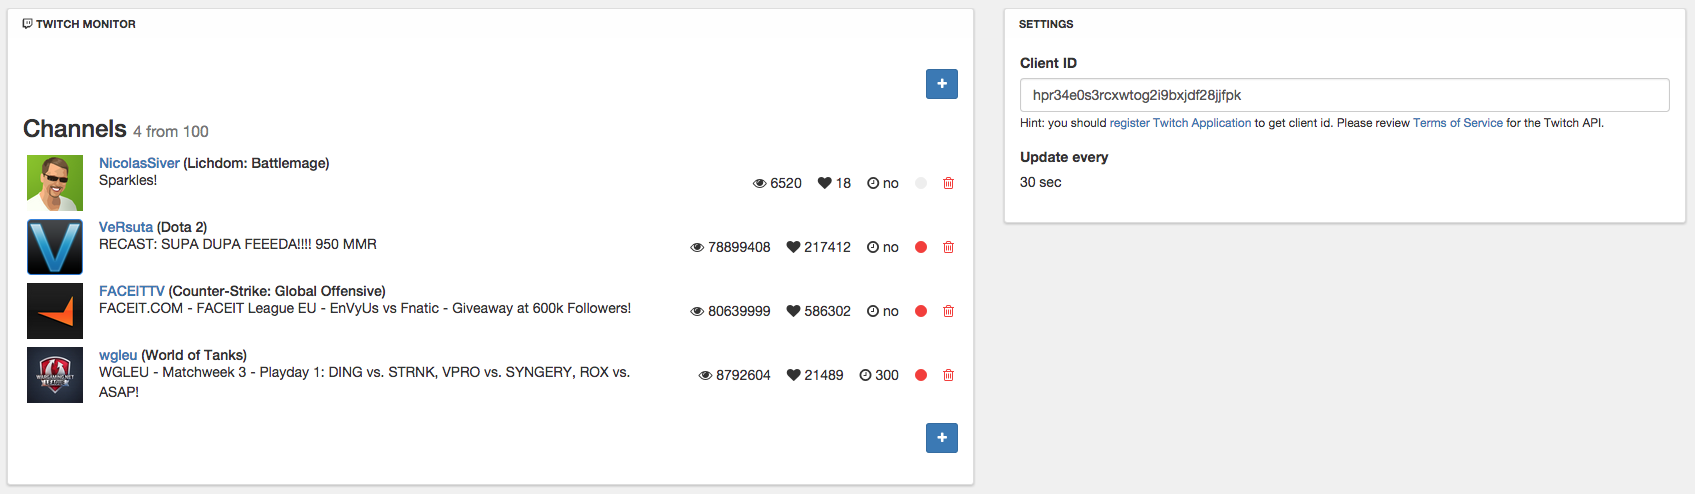 TWITCH MONITOR
Channels 4 from 100
NicolasSiver (Lichdom: Battlemage)
Sparkles!
6520 18 no
VeRsuta (Dota 2)
RECAST: SUPA DUPA FEEEDA!!!! 950 MMR
78899408 217412 no
FACEITTV (Counter-Strike: Global Offensive)
FACEIT.COM - FACEIT League EU - EnVyUs vs Fnatic - Giveaway at 600k Followers!
80639999 586302 no
wgleu (World of Tanks)
WGLEU - Matchweek 3 - Playday 1: DING vs. STRNK, VPRO vs. SYNGERY, ROX vs.
ASAP!
8792604 21489 300
WARGAMING.NET
LEAGUE
SETTINGS
Client ID
hpr34e0s3rcxwtog2i9bxjdf28jjfpk
Hint: you should register Twitch Application to get client id. Please review Terms of Service for the Twitch API.
Update every
30 sec